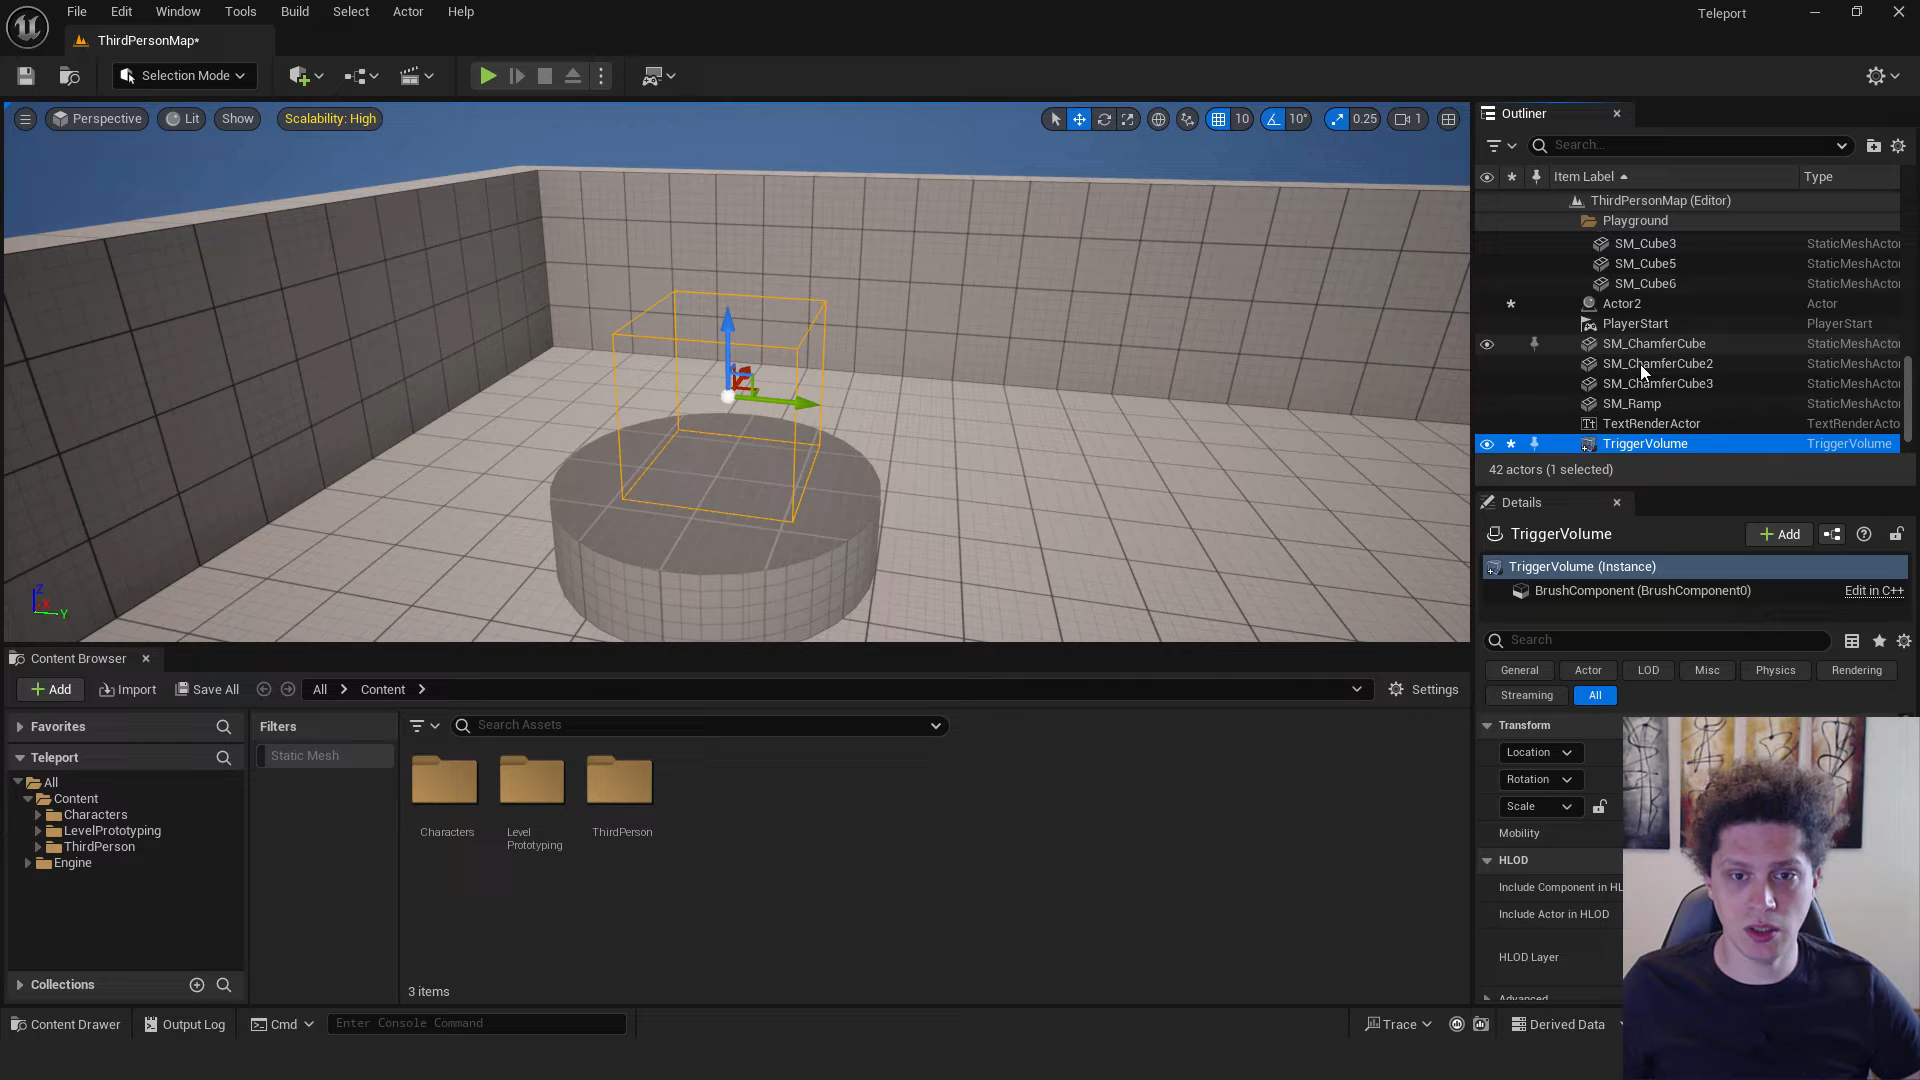 File Edit Window Tools Build Select Actor Help
Teleport
ThirdPersonMap*
Selection Mode
Perspective Lit Show Scalability: High
10 10° 0.25 1
Outliner
Search...
Item Label Type
ThirdPersonMap (Editor)
Playground
SM_Cube3 StaticMeshActor
SM_Cube5 StaticMeshActor
SM_Cube6 StaticMeshActor
Actor2 Actor
PlayerStart PlayerStart
SM_ChamferCube StaticMeshActor
SM_ChamferCube2 StaticMeshActor
SM_ChamferCube3 StaticMeshActor
SM_Ramp StaticMeshActor
TextRenderActor TextRenderActo
TriggerVolume TriggerVolume
42 actors (1 selected)
Details
TriggerVolume
Add
TriggerVolume (Instance)
BrushComponent (BrushComponent0) Edit in C++
Search
General Actor LOD Misc Physics Rendering
Streaming All
Transform
Location
Rotation
Scale
Mobility
HLOD
Include Component in HL
Include Actor in HLOD
HLOD Layer
Advanced
Z
X
Y
Content Browser
Add Import Save All All Content Settings
Favorites
Filters
Search Assets
Teleport
Static Mesh
All
Content
Characters
LevelPrototyping
ThirdPerson
Engine
Characters
Level
Prototyping
ThirdPerson
Collections
3 items
Content Drawer Output Log Cmd Enter Console Command Trace Derived Data